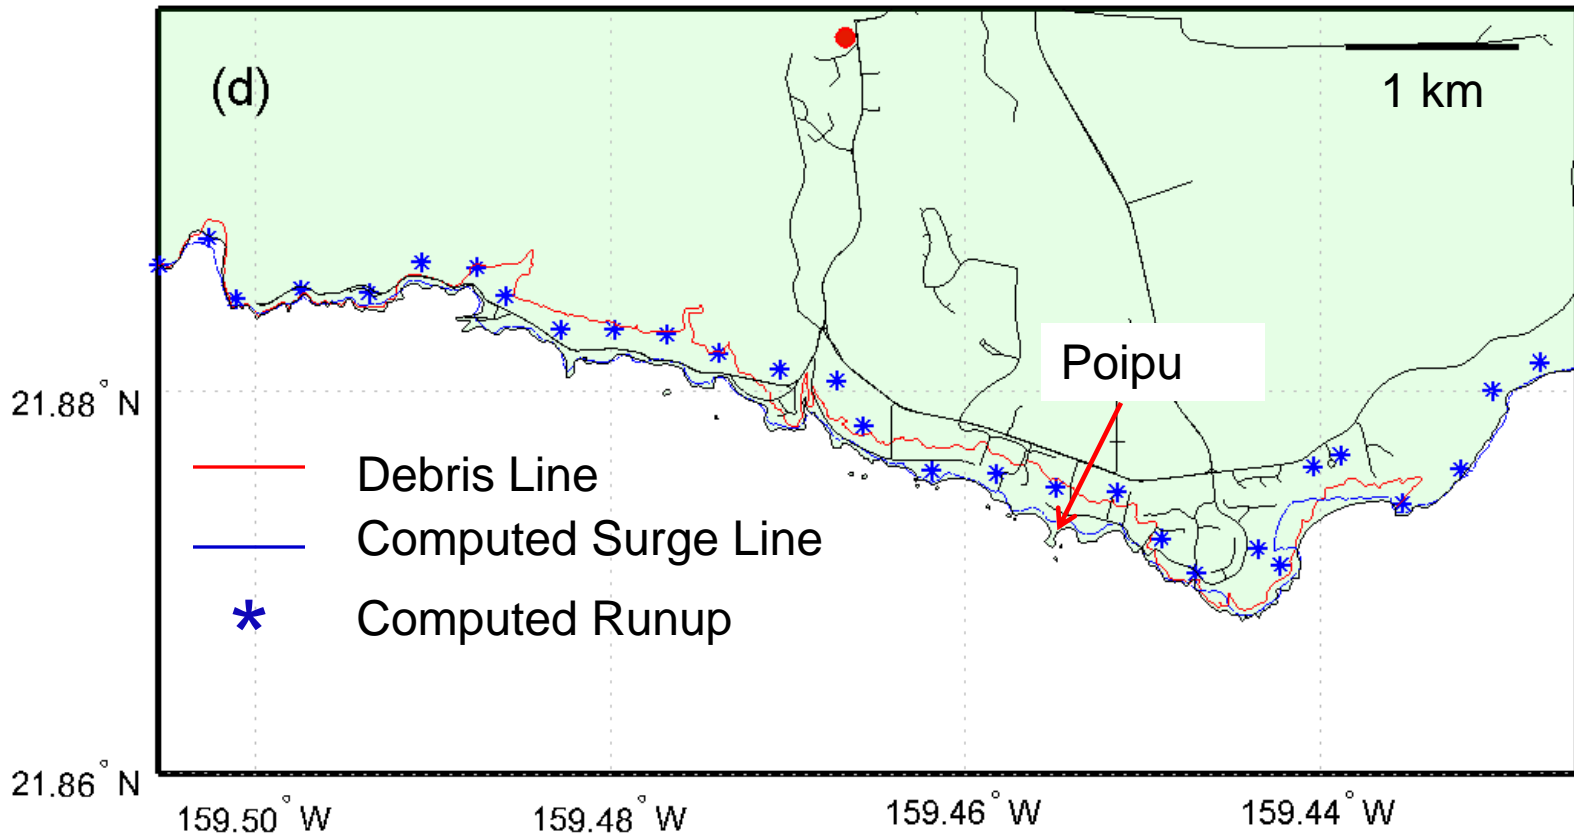 (d)
1 km
Poipu
21.88° N
Debris Line
Computed Surge Line
* Computed Runup
21.86° N
159.50° W 159.48° W 159.46° W 159.44° W